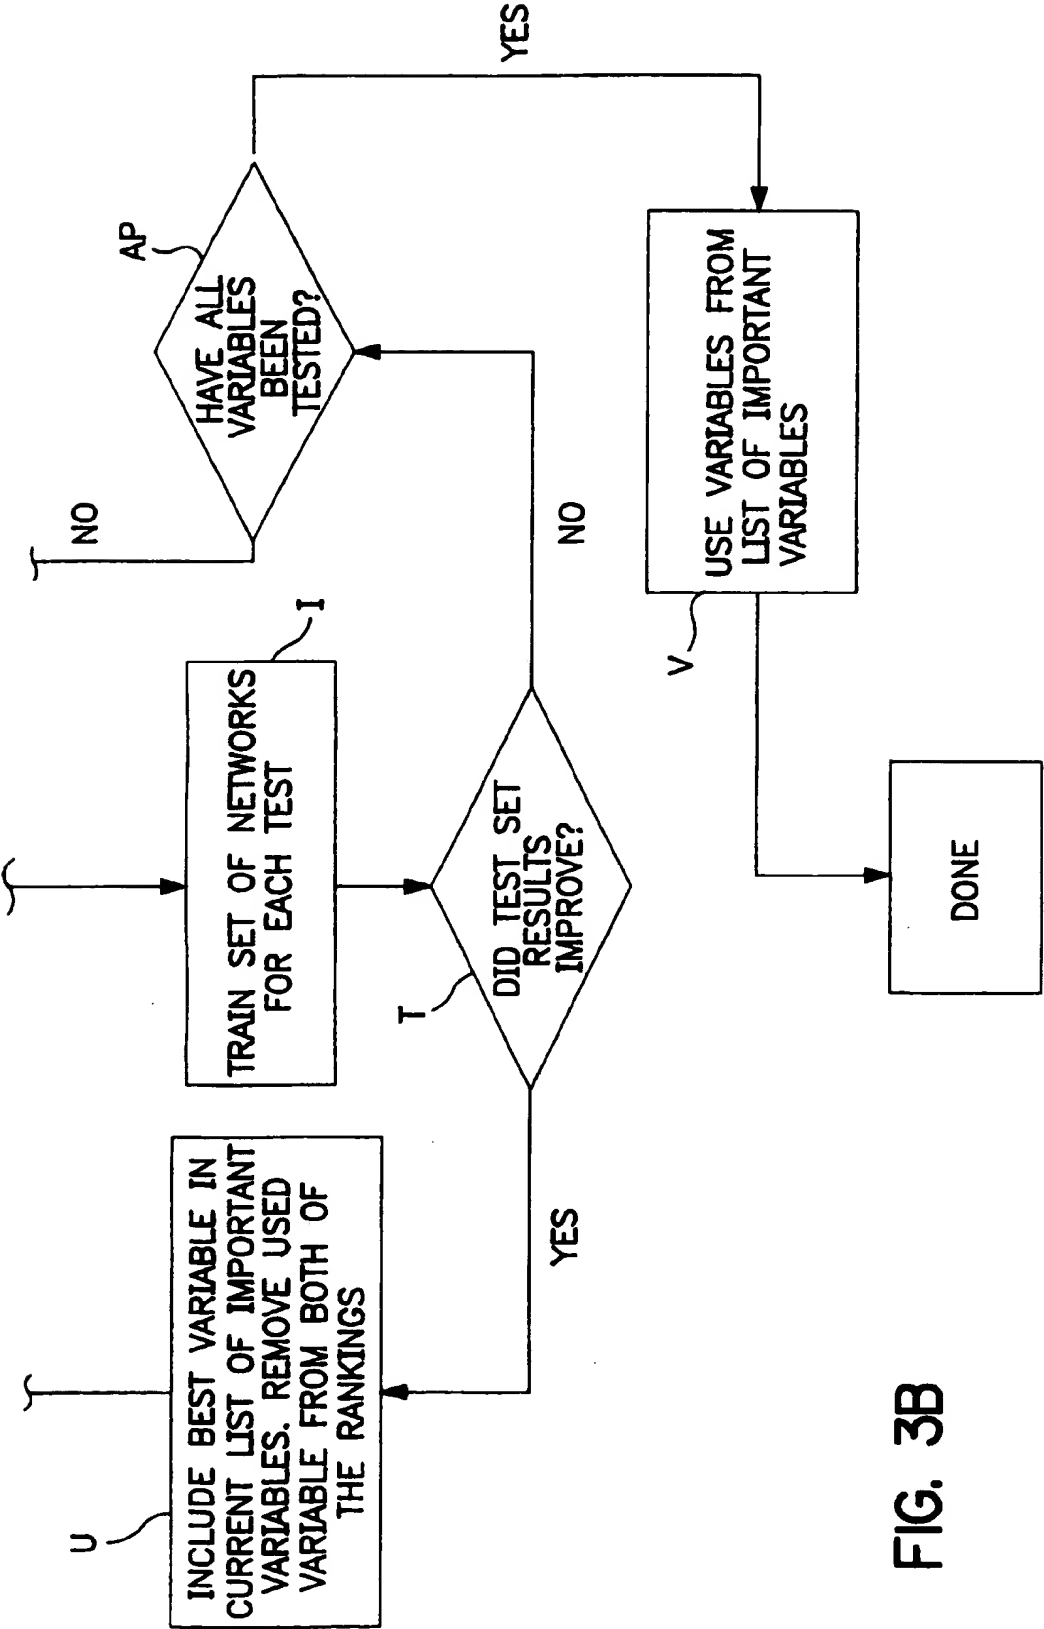 U
INCLUDE BEST VARIABLE IN
CURRENT LIST OF IMPORTANT
VARIABLES. REMOVE USED
VARIABLE FROM BOTH OF
THE RANKINGS
TRAIN SET OF NETWORKS
FOR EACH TEST
I
NO
AP
HAVE ALL
VARIABLES
BEEN
TESTED?
YES
T
DID TEST SET
RESULTS
IMPROVE?
YES
NO
V
USE VARIABLES FROM
LIST OF IMPORTANT
VARIABLES
DONE
FIG. 3B